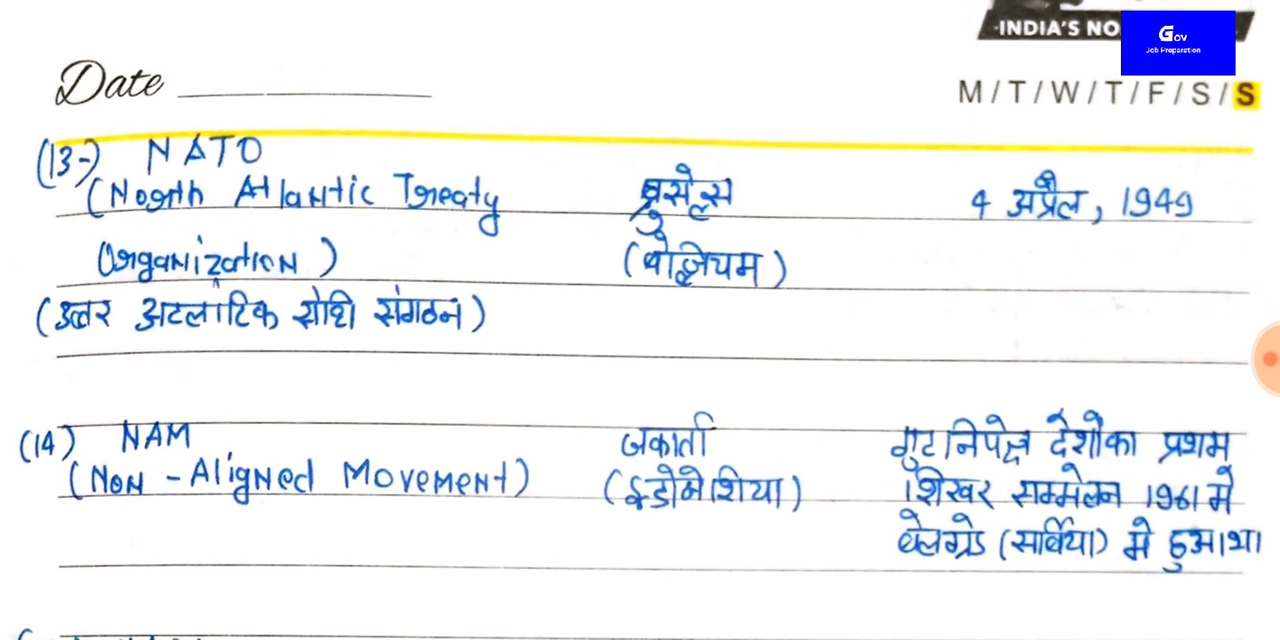 INDIA'S NO
Gov
Job Preparation
Date
M/T/W/T/F/S/S
(13-) NATO
(North Atlantic Treaty ब्रुसेल्स 4 अप्रैल, 1949
Organization) (बेल्जियम)
(उत्तर अटलांटिक संधि संगठन)
(14) NAM जकार्ता गुटनिपेक्ष देशोका प्रथम
(Non-Aligned Movement) (इंडोनेशिया) शिखर सम्मेलन 1961 मे
बेलग्रेड (सर्बिया) मे हुआ था